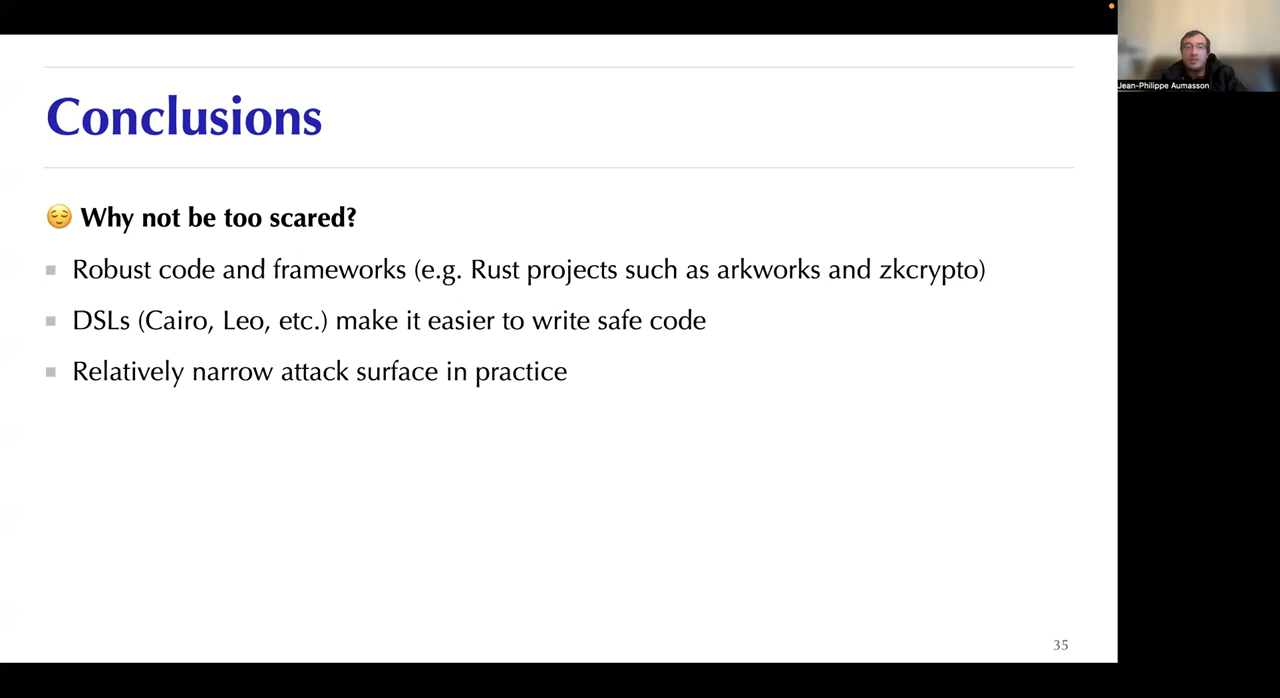 Conclusions
😌 Why not be too scared?
▪ Robust code and frameworks (e.g. Rust projects such as arkworks and zkcrypto)
▪ DSLs (Cairo, Leo, etc.) make it easier to write safe code
▪ Relatively narrow attack surface in practice
35
Jean-Philippe Aumasson